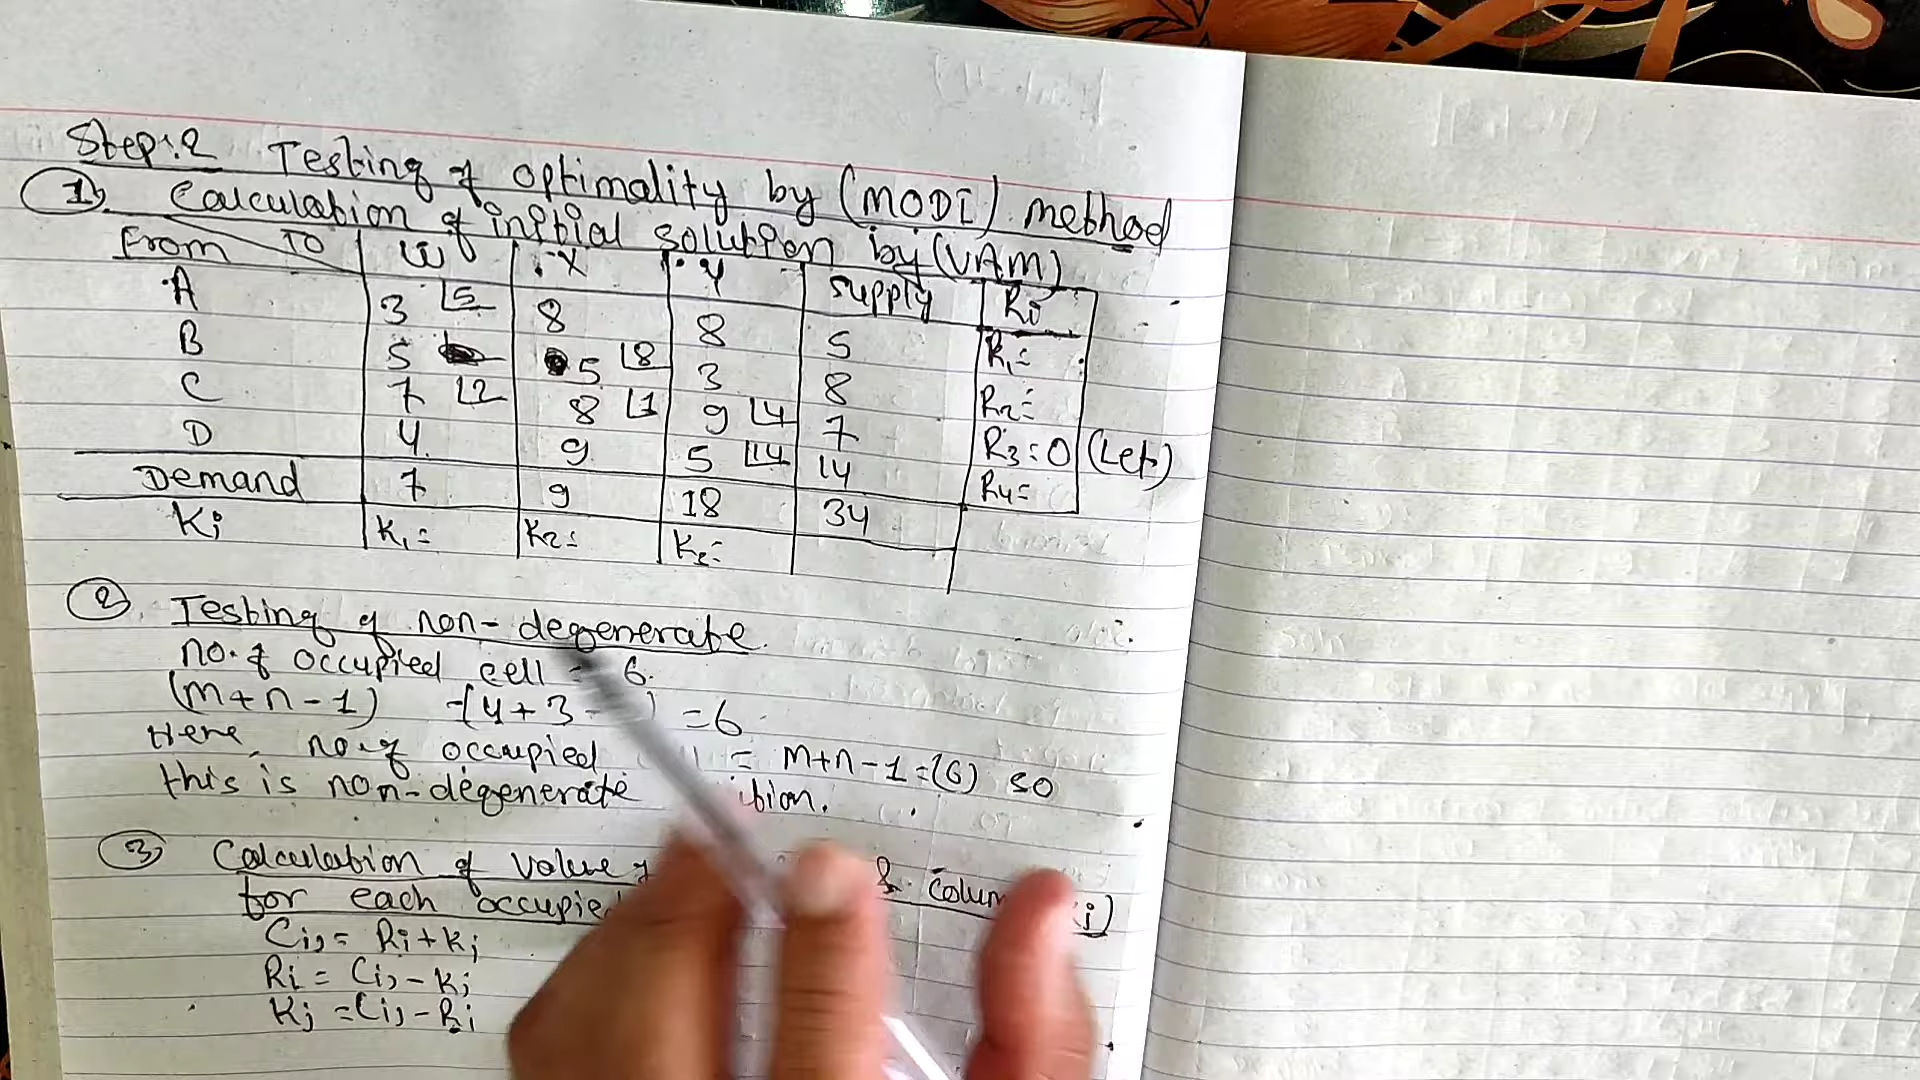 Step:2 Testing of optimality by (MODI) method
1) Calculation of initial solution by (VAM)
From TO W X Y Supply Ri
A 3 5 8 8 5 R1=
B 5 5 8 3 8 R2=
C 7 2 8 1 9 4 7 R3=0 (Let)
D 4 9 5 14 14 R4=
Demand 7 9 18 34
Kj K1= K2= K3=
2) Testing of non-degenerate.
no. of occupied cell = 6.
(m+n-1) (4+3- =6
Here, no. of occupied = m+n-1=(6) so
this is non-degenerate
3) Calculation of value & column
for each occupied
Cij= Ri+Kj
Ri = Cij-Kj
Kj =Cij-Ri